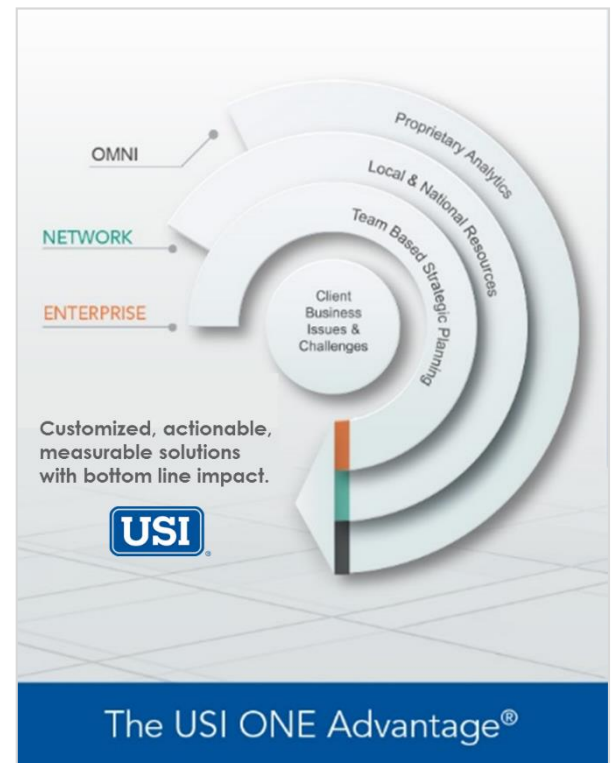 OMNI
NETWORK
ENTERPRISE
Proprietary Analytics
Local & National Resources
Team Based Strategic Planning
Client
Business
Issues &
Challenges
Customized, actionable,
measurable solutions
with bottom line impact.
USI®
The USI ONE Advantage®